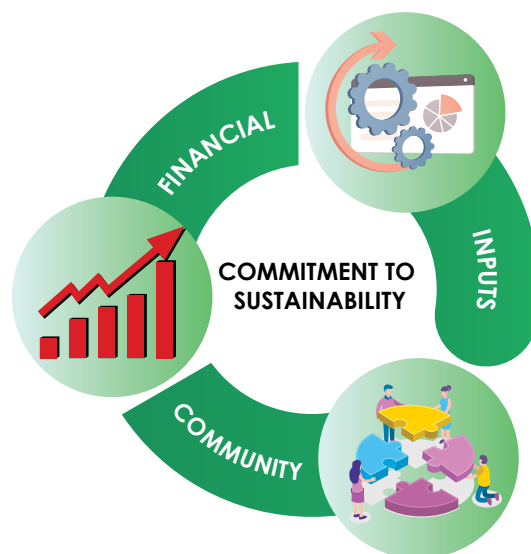 FINANCIAL
INPUTS
COMMITMENT TO
SUSTAINABILITY
COMMUNITY